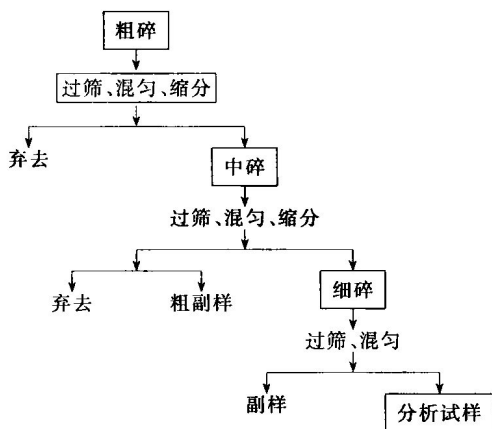 粗碎
过筛、混匀、缩分
弃去
中碎
过筛、混匀、缩分
弃去 粗副样 细碎
过筛、混匀
副样 分析试样